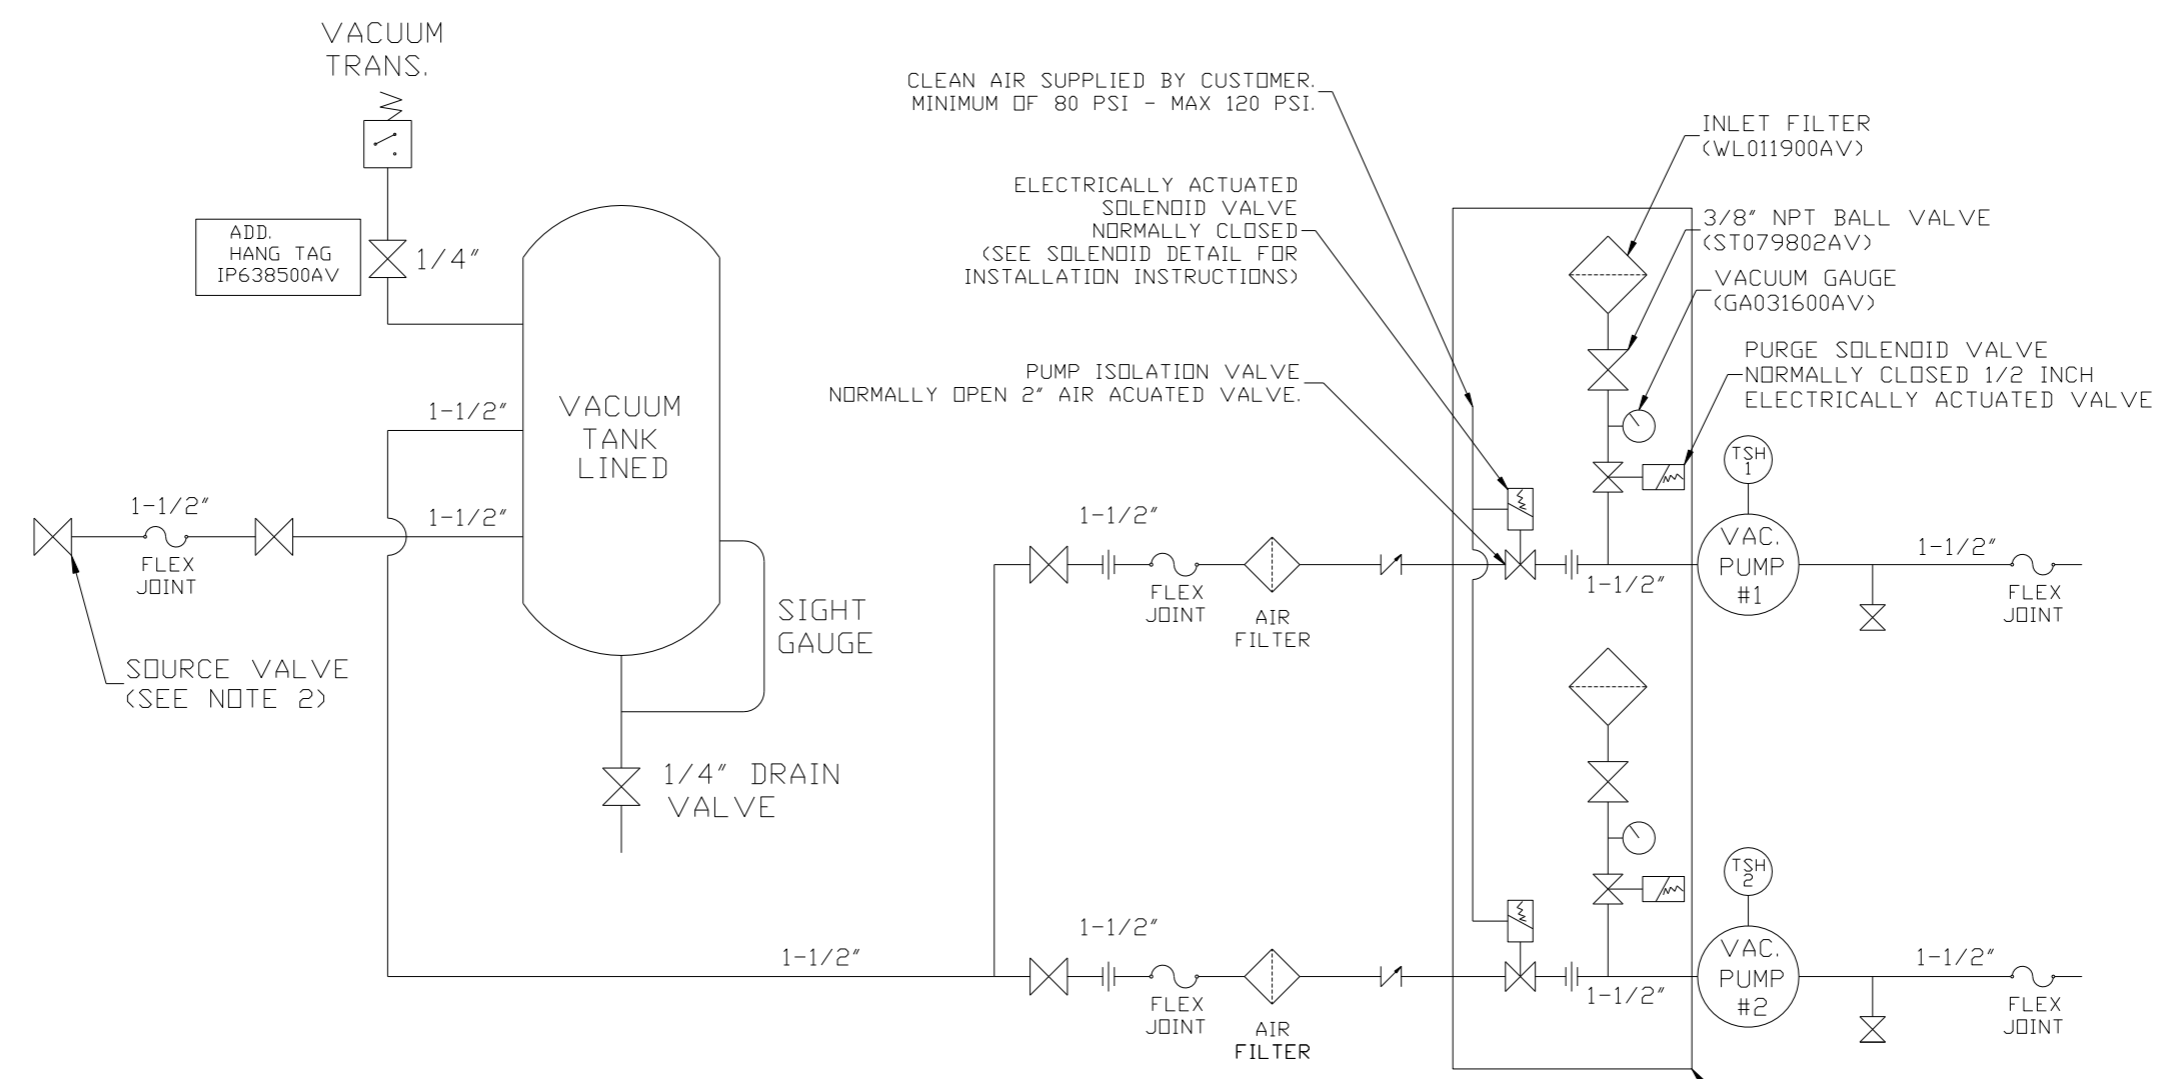 VACUUM
TRANS.
ADD.
HANG TAG
IP638500AV
1/4"
1-1/2"
VACUUM
TANK
LINED
1-1/2"
1-1/2"
FLEX
JOINT
SOURCE VALVE
(SEE NOTE 2)
SIGHT
GAUGE
1/4" DRAIN
VALVE
1-1/2"
CLEAN AIR SUPPLIED BY CUSTOMER.
MINIMUM OF 80 PSI - MAX 120 PSI.
ELECTRICALLY ACTUATED
SOLENOID VALVE
NORMALLY CLOSED
(SEE SOLENOID DETAIL FOR
INSTALLATION INSTRUCTIONS)
PUMP ISOLATION VALVE
NORMALLY OPEN 2" AIR ACUATED VALVE.
INLET FILTER
(WL011900AV)
3/8" NPT BALL VALVE
(ST079802AV)
VACUUM GAUGE
(GA031600AV)
PURGE SOLENOID VALVE
NORMALLY CLOSED 1/2 INCH
ELECTRICALLY ACTUATED VALVE
1-1/2"
FLEX
JOINT
AIR
FILTER
1-1/2"
TSH
1
VAC.
PUMP
#1
1-1/2"
FLEX
JOINT
1-1/2"
FLEX
JOINT
AIR
FILTER
1-1/2"
TSH
2
VAC.
PUMP
#2
1-1/2"
FLEX
JOINT